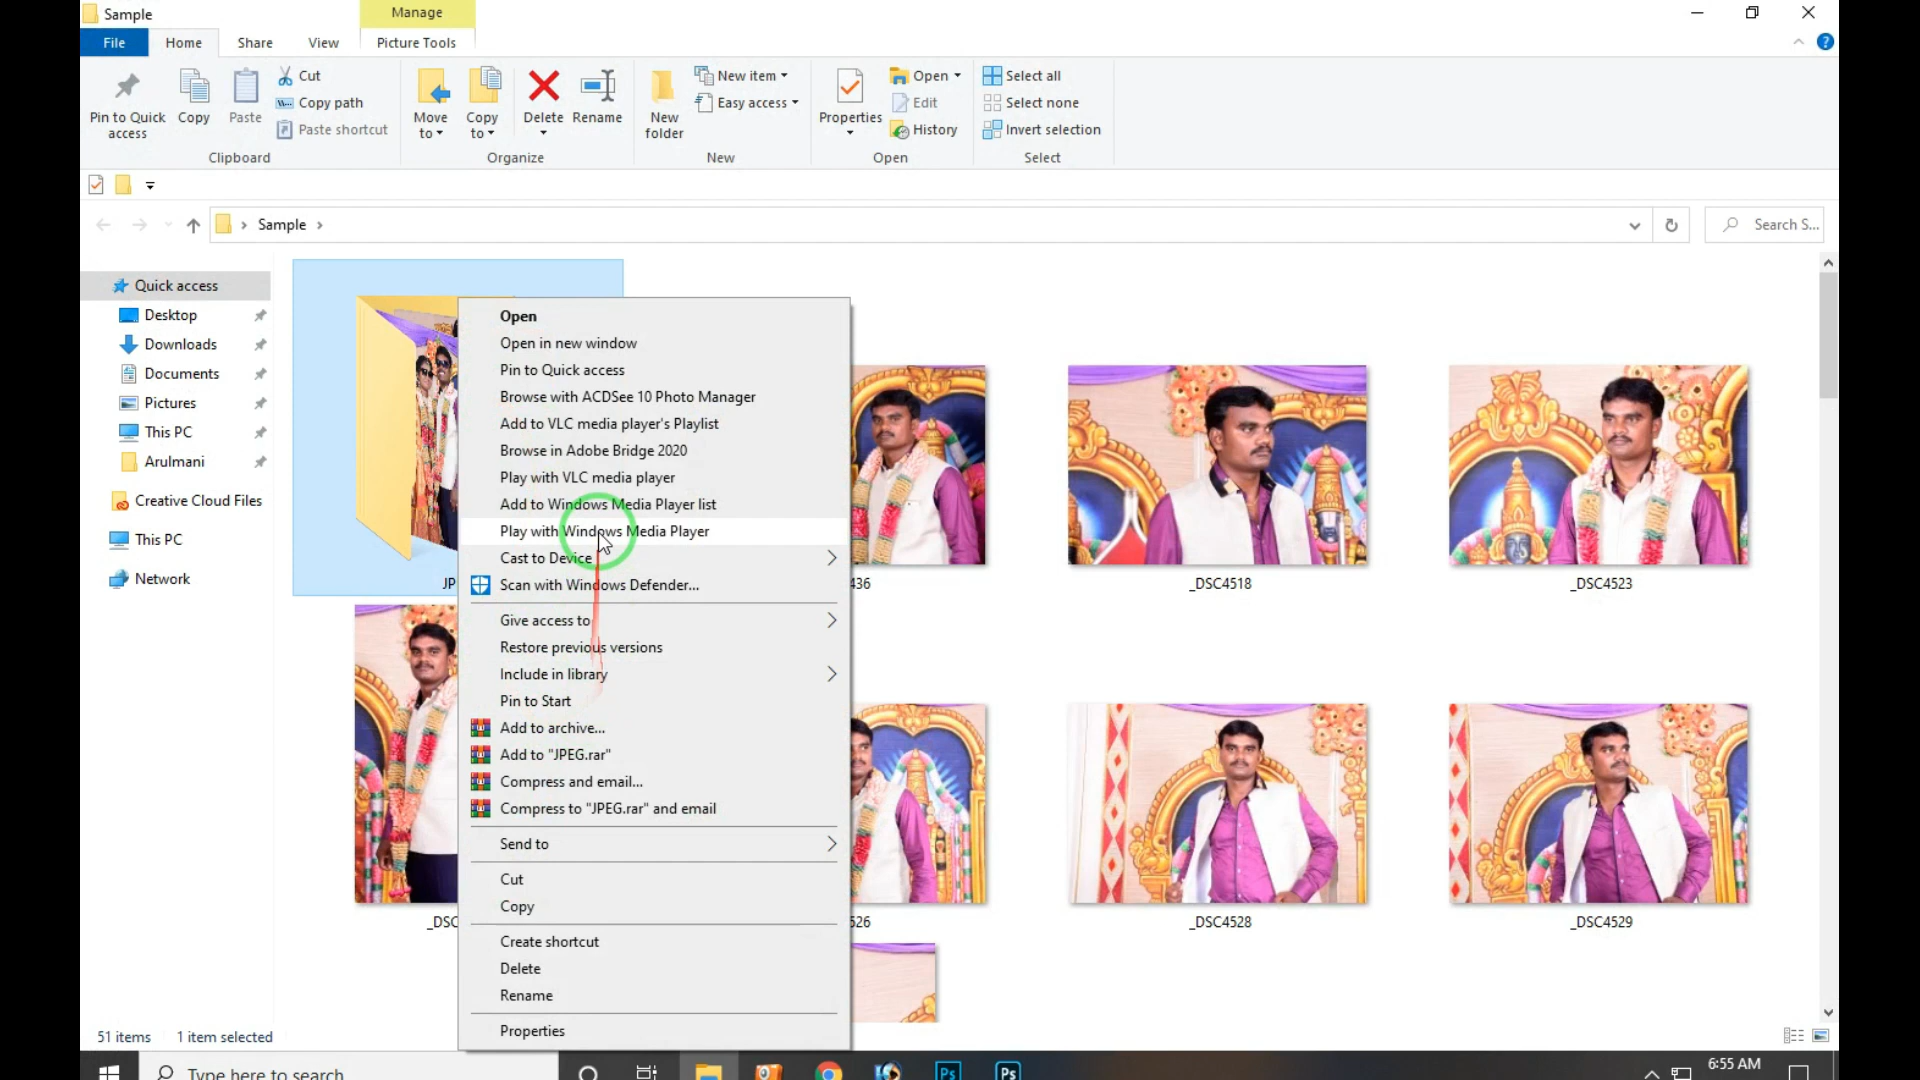 Sample
Manage
File
Home
Share
View
Picture Tools
Pin to Quick access
Copy
Paste
Cut
Copy path
Paste shortcut
Clipboard
Move to
Copy to
Delete
Rename
Organize
New folder
New item
Easy access
New
Properties
Open
Edit
History
Open
Select all
Select none
Invert selection
Select
Sample
Search S...
Quick access
Desktop
Downloads
Documents
Pictures
This PC
Arulmani
Creative Cloud Files
This PC
Network
JP
Open
Open in new window
Pin to Quick access
Browse with ACDSee 10 Photo Manager
Add to VLC media player's Playlist
Browse in Adobe Bridge 2020
Play with VLC media player
Add to Windows Media Player list
Play with Windows Media Player
Cast to Device
Scan with Windows Defender...
Give access to
Restore previous versions
Include in library
Pin to Start
Add to archive...
Add to "JPEG.rar"
Compress and email...
Compress to "JPEG.rar" and email
Send to
Cut
Copy
Create shortcut
Delete
Rename
Properties
436
_DSC4518
_DSC4523
_DSC
526
_DSC4528
_DSC4529
51 items
1 item selected
Type here to search
Ps
Ps
6:55 AM